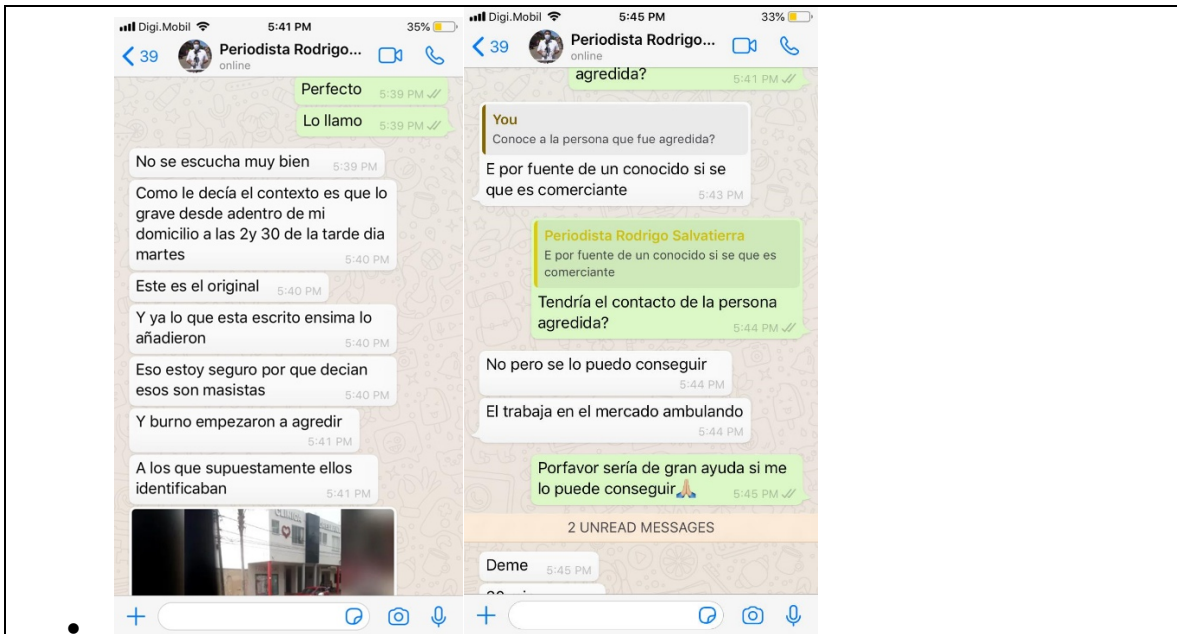 Digi.Mobil 5:41 PM 35%
39 Periodista Rodrigo...
online
Perfecto 5:39 PM
Lo llamo 5:39 PM
No se escucha muy bien 5:39 PM
Como le decía el contexto es que lo
grave desde adentro de mi
domicilio a las 2y 30 de la tarde dia
martes 5:40 PM
Este es el original 5:40 PM
Y ya lo que esta escrito ensima lo
añadieron 5:40 PM
Eso estoy seguro por que decian
esos son masistas 5:40 PM
Y burno empezaron a agredir
5:41 PM
A los que supuestamente ellos
identificaban 5:41 PM
Digi.Mobil 5:45 PM 33%
39 Periodista Rodrigo...
online
agredida? 5:41 PM
You
Conoce a la persona que fue agredida?
E por fuente de un conocido si se
que es comerciante 5:43 PM
Periodista Rodrigo Salvatierra
E por fuente de un conocido si se que es
comerciante
Tendría el contacto de la persona
agredida? 5:44 PM
No pero se lo puedo conseguir
5:44 PM
El trabaja en el mercado ambulando
5:44 PM
Porfavor sería de gran ayuda si me
lo puede conseguir🙏🏼 5:45 PM
2 UNREAD MESSAGES
Deme 5:45 PM